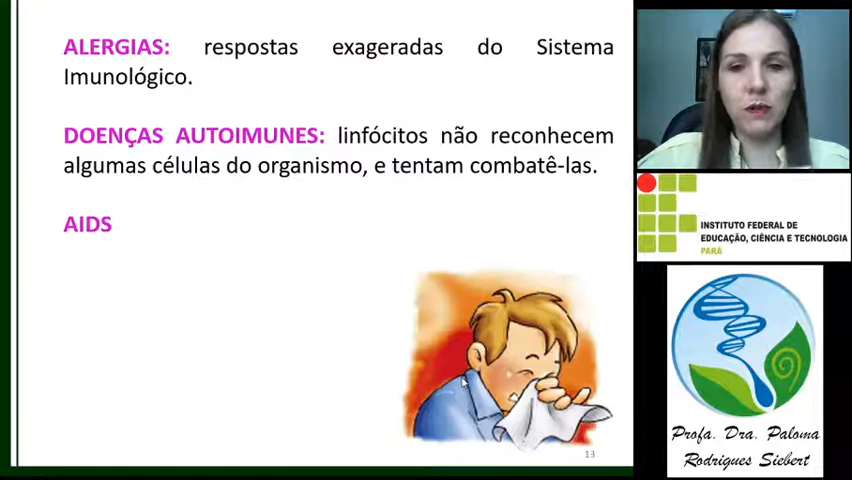 ALERGIAS: respostas exageradas do Sistema
Imunológico.
DOENÇAS AUTOIMUNES: linfócitos não reconhecem
algumas células do organismo, e tentam combatê-las.
AIDS
13
INSTITUTO FEDERAL DE
EDUCAÇÃO, CIÊNCIA E TECNOLOGIA
PARÁ
Profa. Dra. Paloma
Rodrigues Siebert